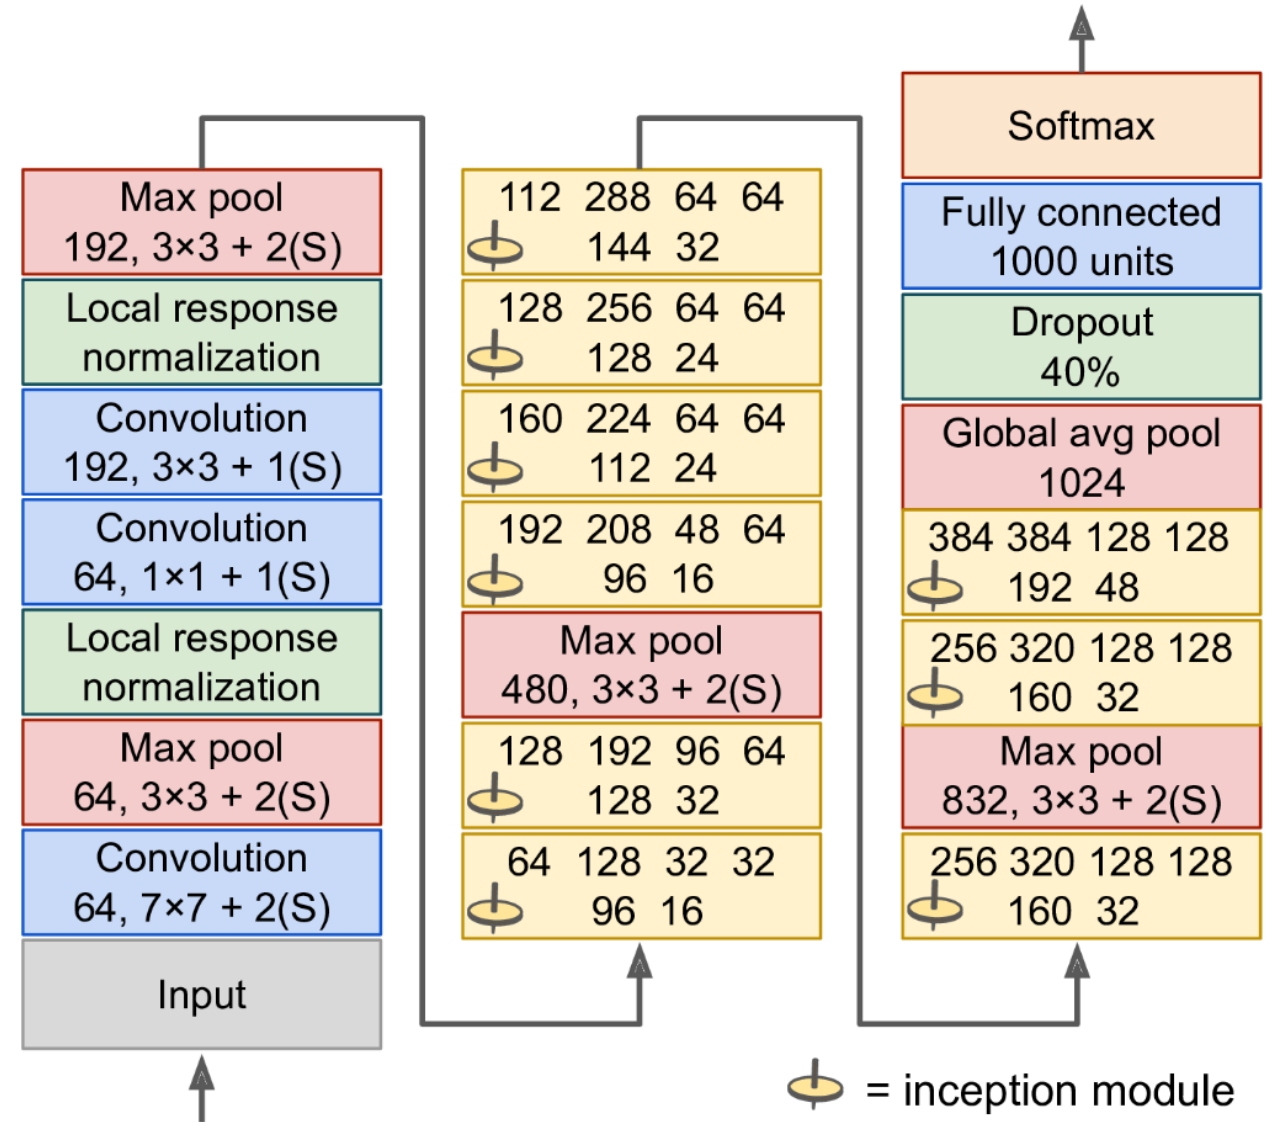 Max pool
192, 3×3 + 2(S)
Local response
normalization
Convolution
192, 3×3 + 1(S)
Convolution
64, 1×1 + 1(S)
Local response
normalization
Max pool
64, 3×3 + 2(S)
Convolution
64, 7×7 + 2(S)
Input
112 288 64 64
144 32
128 256 64 64
128 24
160 224 64 64
112 24
192 208 48 64
96 16
Max pool
480, 3×3 + 2(S)
128 192 96 64
128 32
64 128 32 32
96 16
Softmax
Fully connected
1000 units
Dropout
40%
Global avg pool
1024
384 384 128 128
192 48
256 320 128 128
160 32
Max pool
832, 3×3 + 2(S)
256 320 128 128
160 32
= inception module